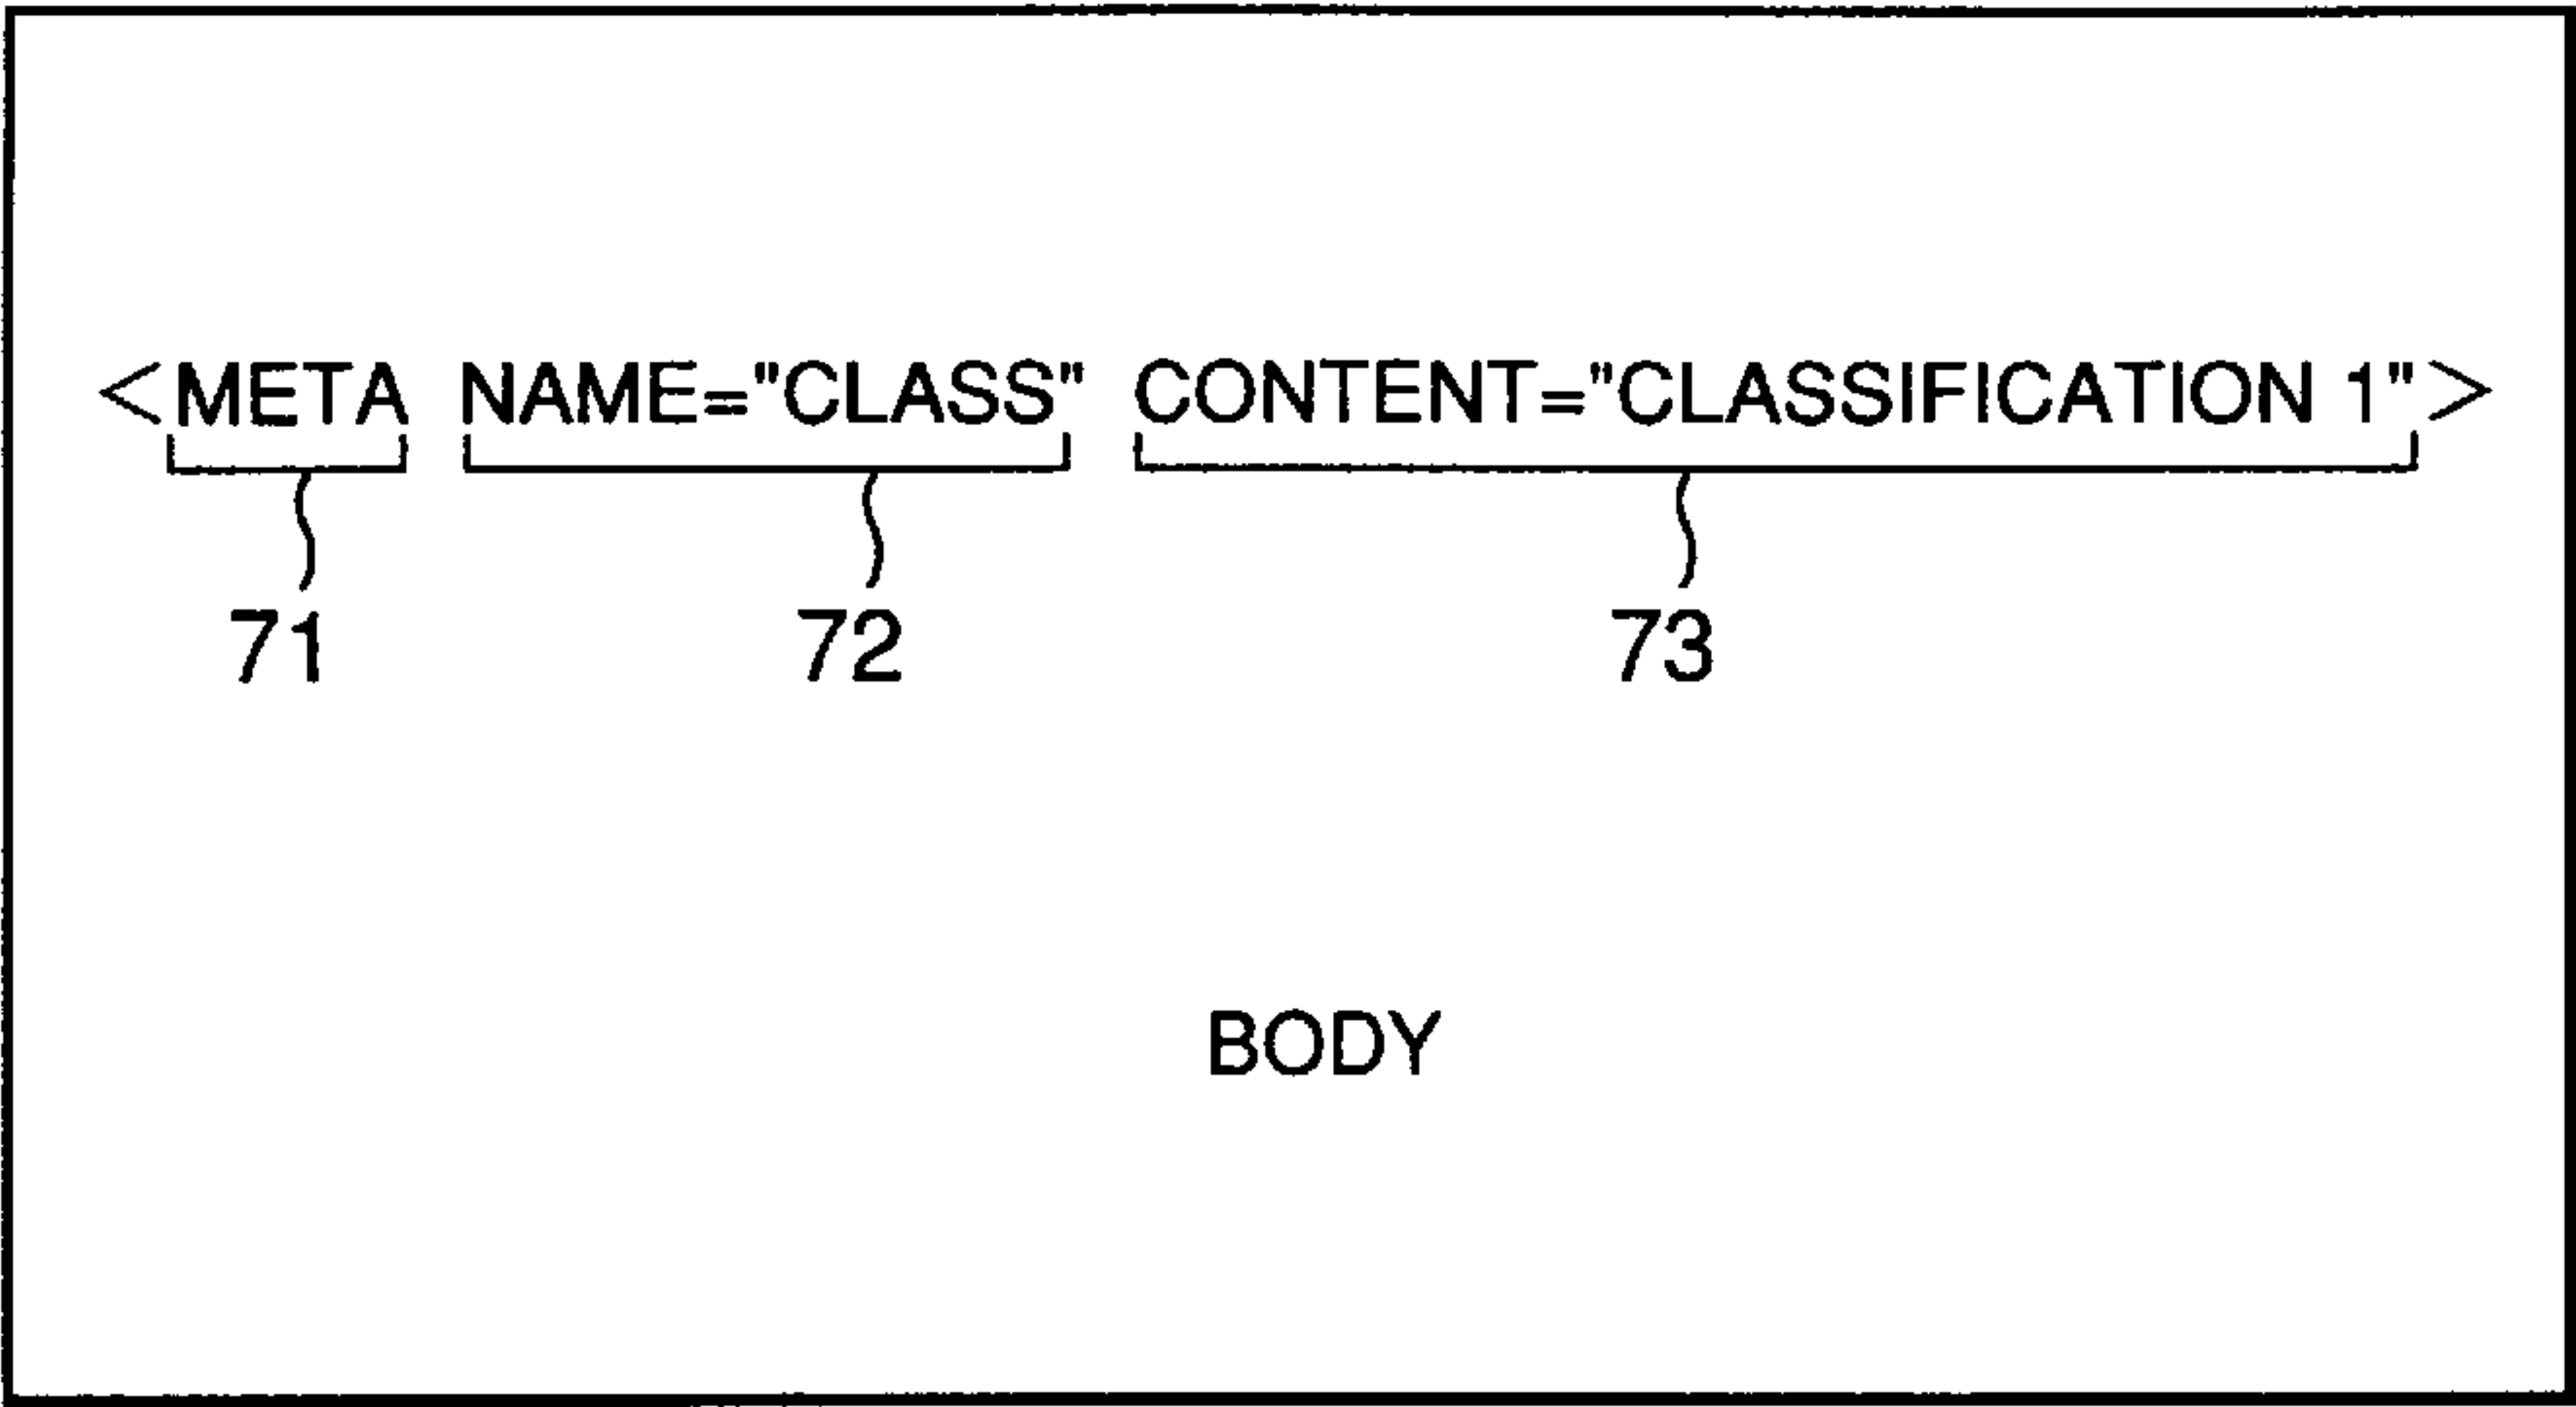 <META NAME="CLASS" CONTENT="CLASSIFICATION 1">
71 72 73
BODY